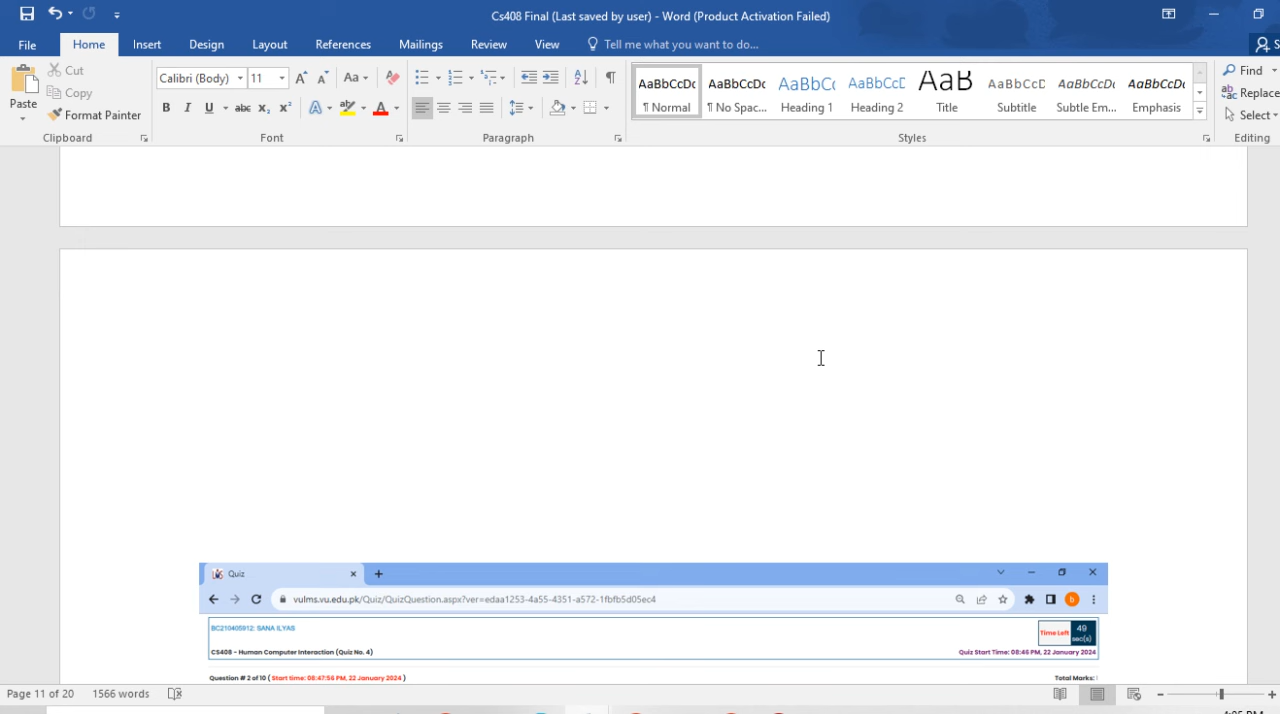 Cs408 Final (Last saved by user) - Word (Product Activation Failed)
File Home Insert Design Layout References Mailings Review View Tell me what you want to do... S
Paste
Cut
Copy
Format Painter
Calibri (Body) 11 A A Aa
B I U abc x₂ x² A ab A
AaBbCcDc AaBbCcDc AaBbCc AaBbCcD AaB AaBbCcD AaBbCcDc AaBbCcDc
¶ Normal ¶ No Spac... Heading 1 Heading 2 Title Subtitle Subtle Em... Emphasis
Find
Replace
Select
Clipboard Font Paragraph Styles Editing
Quiz
vulms.vu.edu.pk/Quiz/QuizQuestion.aspx?ver=edaa1253-4a55-4351-a572-1fbfb5d05ec4 b
BC210405912: SANA ILYAS
Time Left 49 sec(s)
CS408 - Human Computer Interaction (Quiz No. 4) Quiz Start Time: 08:46 PM, 22 January 2024
Question # 2 of 10 ( Start time: 08:47:56 PM, 22 January 2024 ) Total Marks:
Page 11 of 20 1566 words